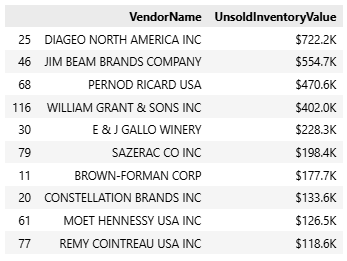 VendorName UnsoldInventoryValue
25 DIAGEO NORTH AMERICA INC $722.2K
46 JIM BEAM BRANDS COMPANY $554.7K
68 PERNOD RICARD USA $470.6K
116 WILLIAM GRANT & SONS INC $402.0K
30 E & J GALLO WINERY $228.3K
79 SAZERAC CO INC $198.4K
11 BROWN-FORMAN CORP $177.7K
20 CONSTELLATION BRANDS INC $133.6K
61 MOET HENNESSY USA INC $126.5K
77 REMY COINTREAU USA INC $118.6K